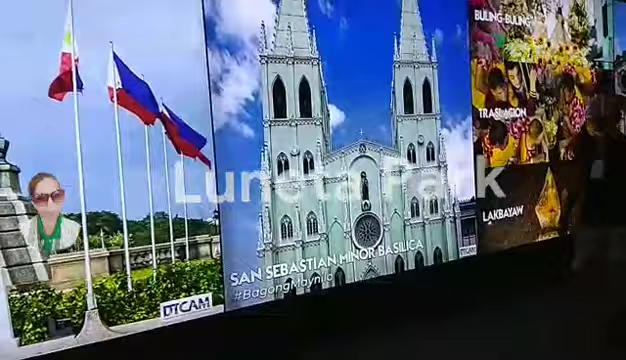 BULING-BULING
TRASLACION
Luneta Park
LAKBAYAW
SAN SEBASTIAN MINOR BASILICA
#BagongMaynila
DTCAM